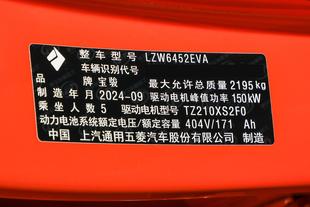 整车型号 LZW6452EVA
车辆识别代号
品牌 宝骏 最大允许总质量 2195 kg
制造年月 2024-09 驱动电机峰值功率 150 kW
乘坐人数 5 驱动电机型号 TZ210XS2F0
动力电池系统额定电压/额定容量 404V/171 Ah
中国 上汽通用五菱汽车股份有限公司 制造